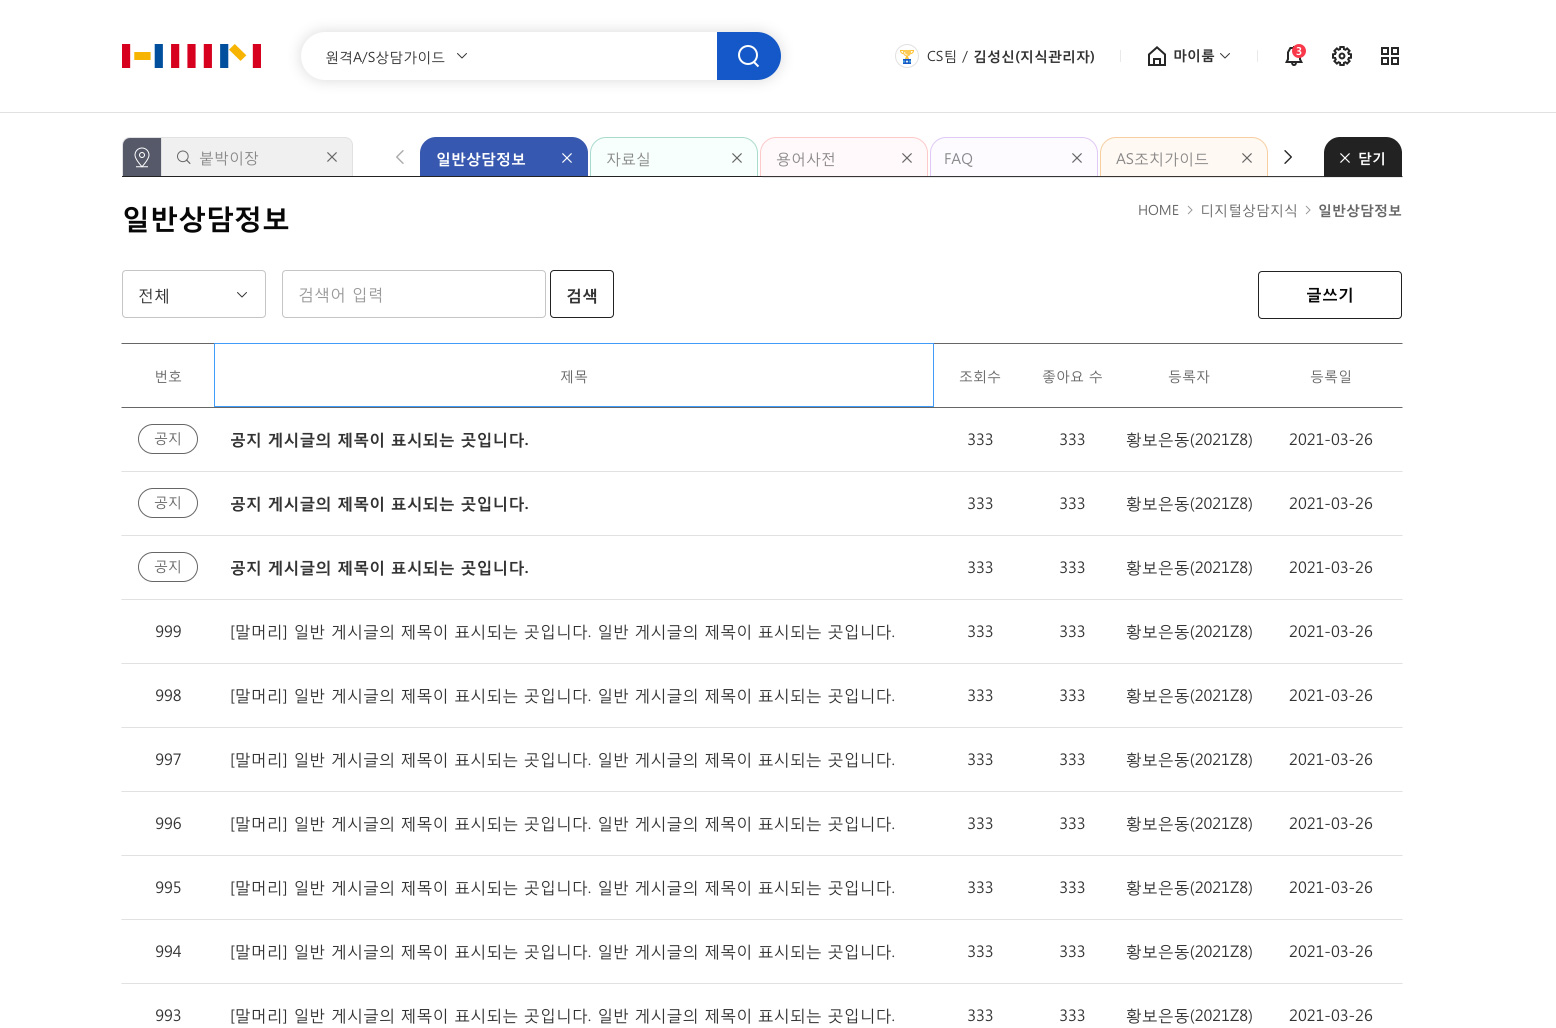 원격A/S상담가이드
CS팀 / 김성신(지식관리자)
마이룸
3
붙박이장
일반상담정보
자료실
용어사전
FAQ
AS조치가이드
닫기
일반상담정보
HOME > 디지털상담지식 > 일반상담정보
전체
검색어 입력
검색
글쓰기
번호 제목 조회수 좋아요 수 등록자 등록일
공지 공지 게시글의 제목이 표시되는 곳입니다. 333 333 황보은동(2021Z8) 2021-03-26
공지 공지 게시글의 제목이 표시되는 곳입니다. 333 333 황보은동(2021Z8) 2021-03-26
공지 공지 게시글의 제목이 표시되는 곳입니다. 333 333 황보은동(2021Z8) 2021-03-26
999 [말머리] 일반 게시글의 제목이 표시되는 곳입니다. 일반 게시글의 제목이 표시되는 곳입니다. 333 333 황보은동(2021Z8) 2021-03-26
998 [말머리] 일반 게시글의 제목이 표시되는 곳입니다. 일반 게시글의 제목이 표시되는 곳입니다. 333 333 황보은동(2021Z8) 2021-03-26
997 [말머리] 일반 게시글의 제목이 표시되는 곳입니다. 일반 게시글의 제목이 표시되는 곳입니다. 333 333 황보은동(2021Z8) 2021-03-26
996 [말머리] 일반 게시글의 제목이 표시되는 곳입니다. 일반 게시글의 제목이 표시되는 곳입니다. 333 333 황보은동(2021Z8) 2021-03-26
995 [말머리] 일반 게시글의 제목이 표시되는 곳입니다. 일반 게시글의 제목이 표시되는 곳입니다. 333 333 황보은동(2021Z8) 2021-03-26
994 [말머리] 일반 게시글의 제목이 표시되는 곳입니다. 일반 게시글의 제목이 표시되는 곳입니다. 333 333 황보은동(2021Z8) 2021-03-26
993 [말머리] 일반 게시글의 제목이 표시되는 곳입니다. 일반 게시글의 제목이 표시되는 곳입니다. 333 333 황보은동(2021Z8) 2021-03-26